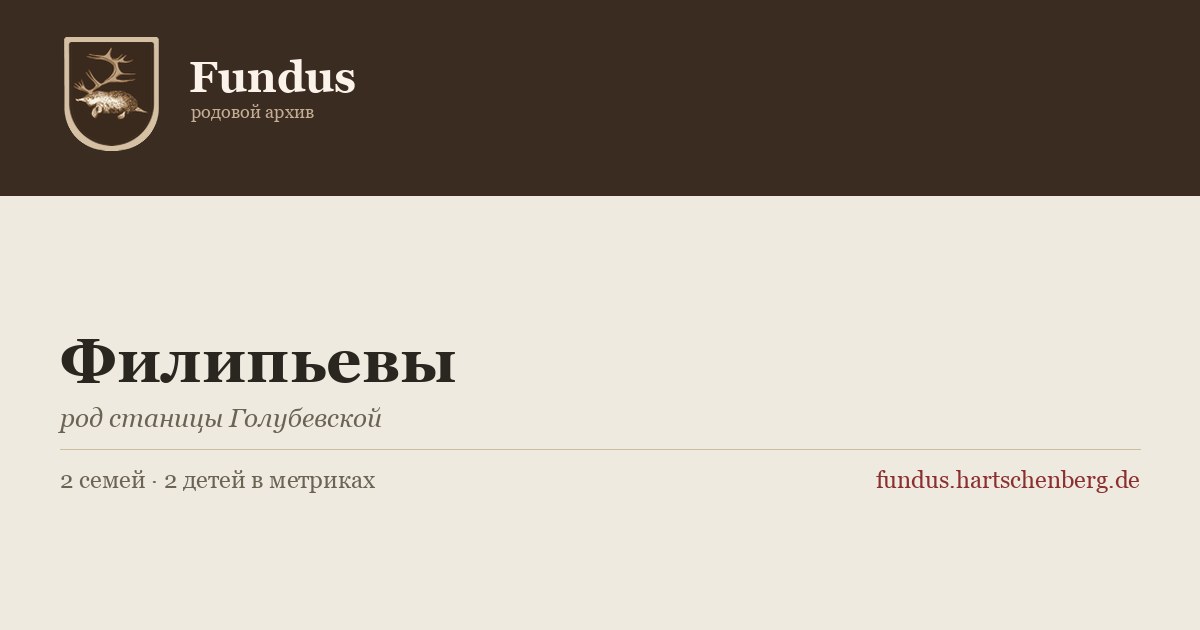 Fundus
родовой архив
Филипьевы
род станицы Голубевской
2 семей · 2 детей в метриках
fundus.hartschenberg.de